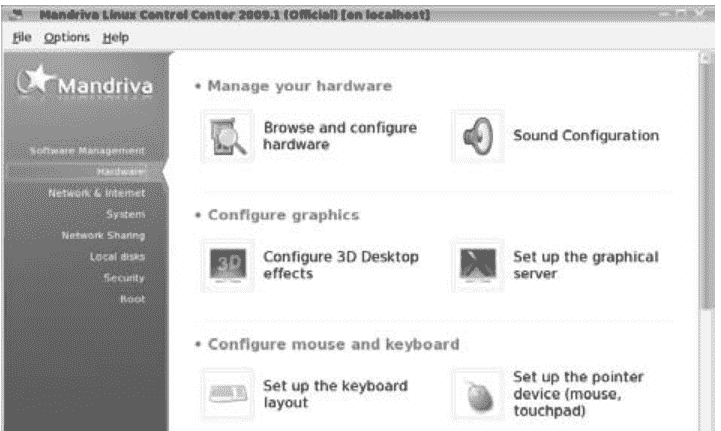 Mandriva Linux Control Center 2009.1 (Official) [on localhost]
File Options Help
Mandriva
Software Management
Hardware
Network & Internet
System
Network Sharing
Local disks
Security
Boot
• Manage your hardware
Browse and configure
hardware
Sound Configuration
• Configure graphics
3D
Configure 3D Desktop
effects
Set up the graphical
server
• Configure mouse and keyboard
Set up the keyboard
layout
Set up the pointer
device (mouse,
touchpad)